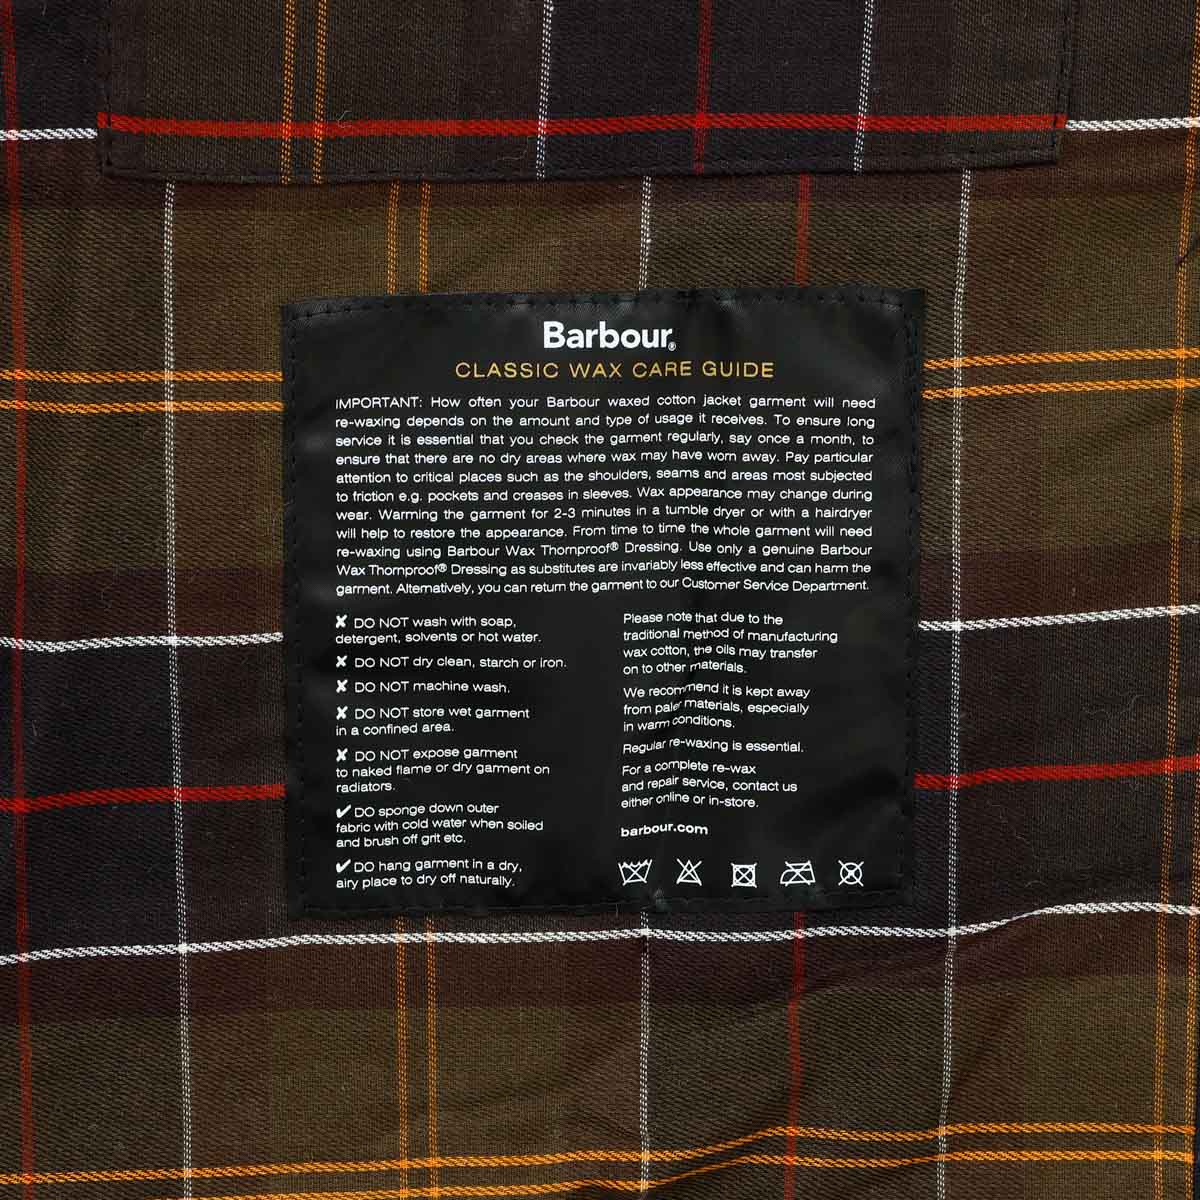 Barbour®
CLASSIC WAX CARE GUIDE
IMPORTANT: How often your Barbour waxed cotton jacket garment will need
re-waxing depends on the amount and type of usage it receives. To ensure long
service it is essential that you check the garment regularly, say once a month, to
ensure that there are no dry areas where wax may have worn away. Pay particular
attention to critical places such as the shoulders, seams and areas most subjected
to friction e.g. pockets and creases in sleeves. Wax appearance may change during
wear. Warming the garment for 2-3 minutes in a tumble dryer or with a hairdryer
will help to restore the appearance. From time to time the whole garment will need
re-waxing using Barbour Wax Thornproof® Dressing. Use only a genuine Barbour
Wax Thornproof® Dressing as substitutes are invariably less effective and can harm the
garment. Alternatively, you can return the garment to our Customer Service Department.
✘ DO NOT wash with soap,
detergent, solvents or hot water.
✘ DO NOT dry clean, starch or iron.
✘ DO NOT machine wash.
✘ DO NOT store wet garment
in a confined area.
✘ DO NOT expose garment
to naked flame or dry garment on
radiators.
✔ DO sponge down outer
fabric with cold water when soiled
and brush off grit etc.
✔ DO hang garment in a dry,
airy place to dry off naturally.
Please note that due to the
traditional method of manufacturing
wax cotton, the oils may transfer
on to other materials.
We recommend it is kept away
from paler materials, especially
in warm conditions.
Regular re-waxing is essential.
For a complete re-wax
and repair service, contact us
either online or in-store.
barbour.com